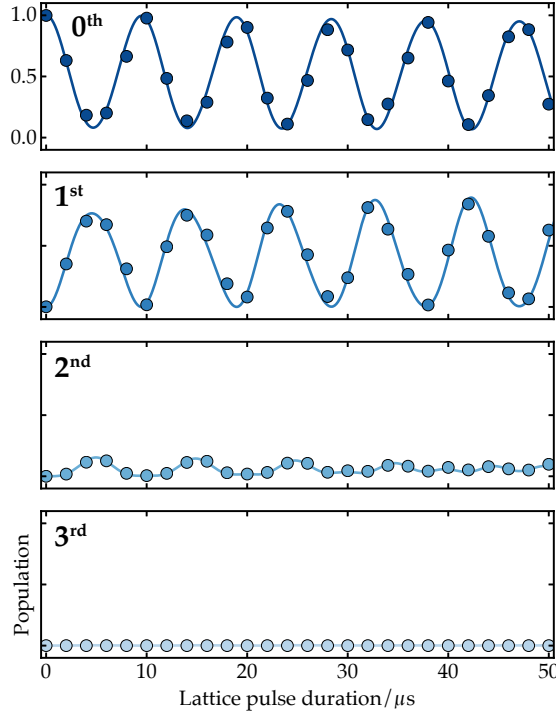 0th
1.0
0.5
0.0
1st
2nd
3rd
Population
0 10 20 30 40 50
Lattice pulse duration/μs